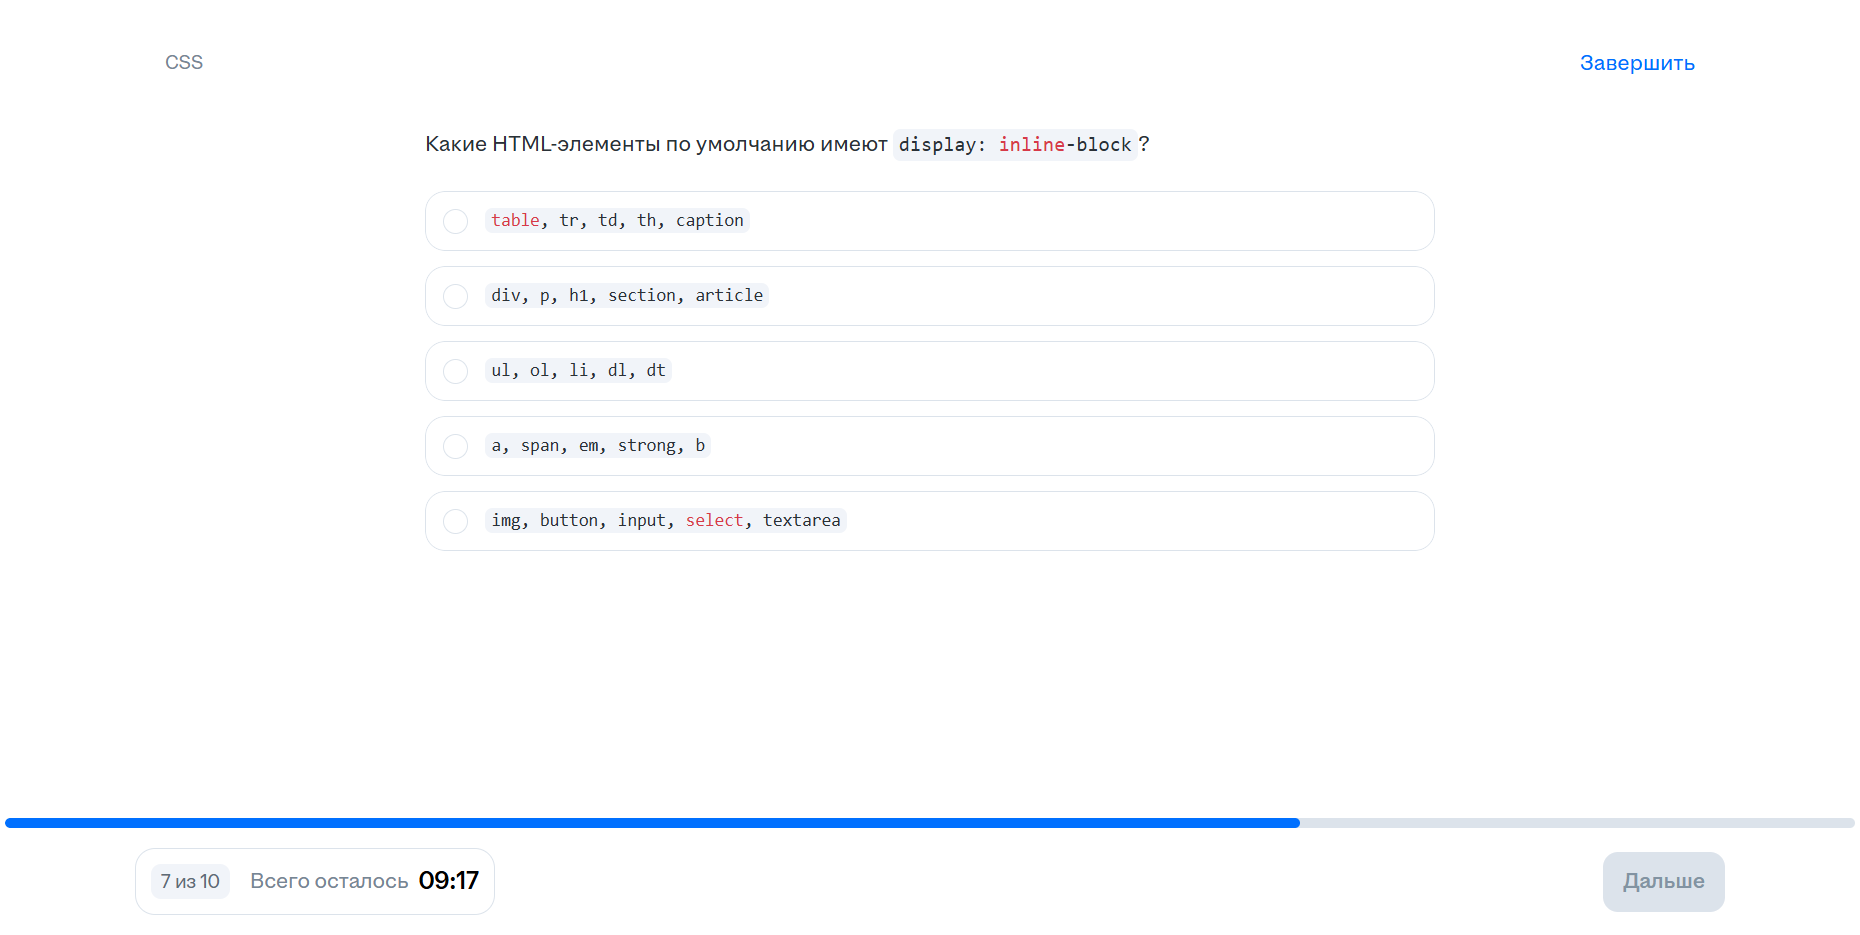 CSS
Завершить
Какие HTML-элементы по умолчанию имеют display: inline-block?
table, tr, td, th, caption
div, p, h1, section, article
ul, ol, li, dl, dt
a, span, em, strong, b
img, button, input, select, textarea
7 из 10 Всего осталось 09:17
Дальше